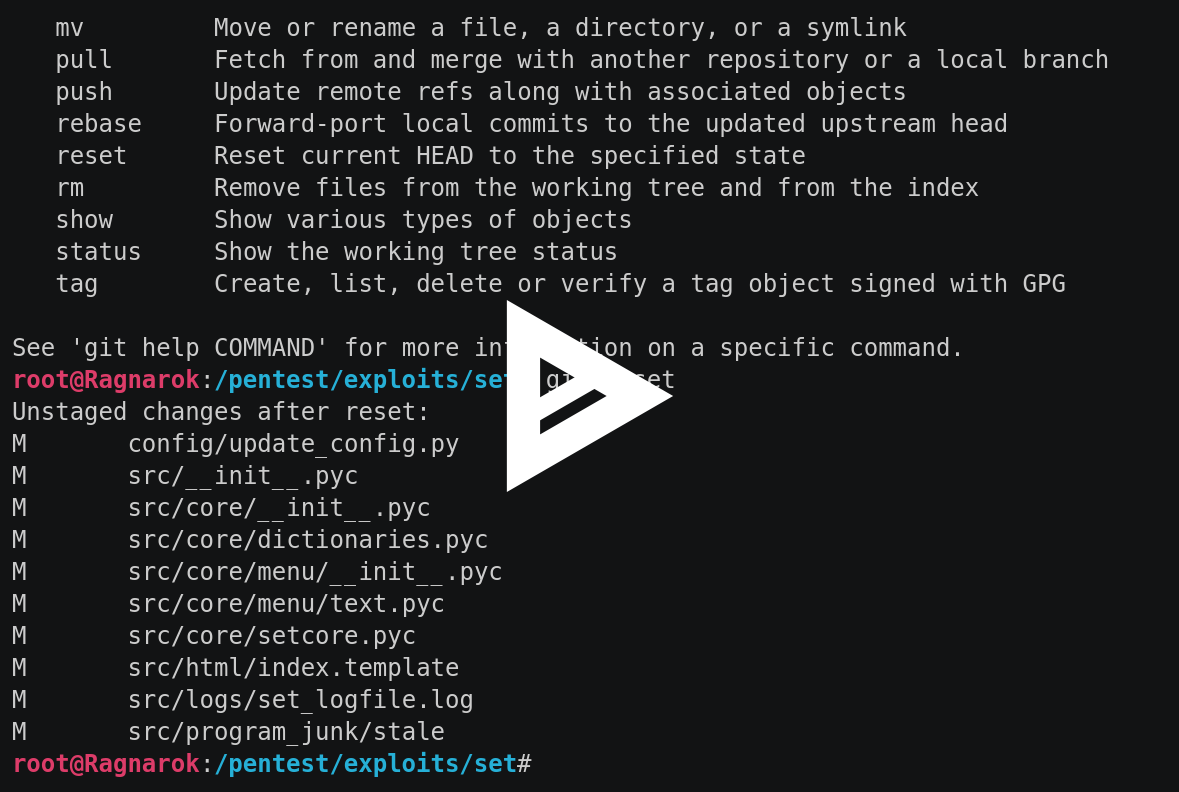 mv Move or rename a file, a directory, or a symlink
pull Fetch from and merge with another repository or a local branch
push Update remote refs along with associated objects
rebase Forward-port local commits to the updated upstream head
reset Reset current HEAD to the specified state
rm Remove files from the working tree and from the index
show Show various types of objects
status Show the working tree status
tag Create, list, delete or verify a tag object signed with GPG
See 'git help COMMAND' for more on a specific command.
root@Ragnarok:/pentest/exploits/set
Unstaged changes after reset:
M config/update_config.py
M src/__init__.pyc
M src/core/__init__.pyc
M src/core/dictionaries.pyc
M src/core/menu/__init__.pyc
M src/core/menu/text.pyc
M src/core/setcore.pyc
M src/html/index.template
M src/logs/set_logfile.log
M src/program_junk/stale
root@Ragnarok:/pentest/exploits/set#